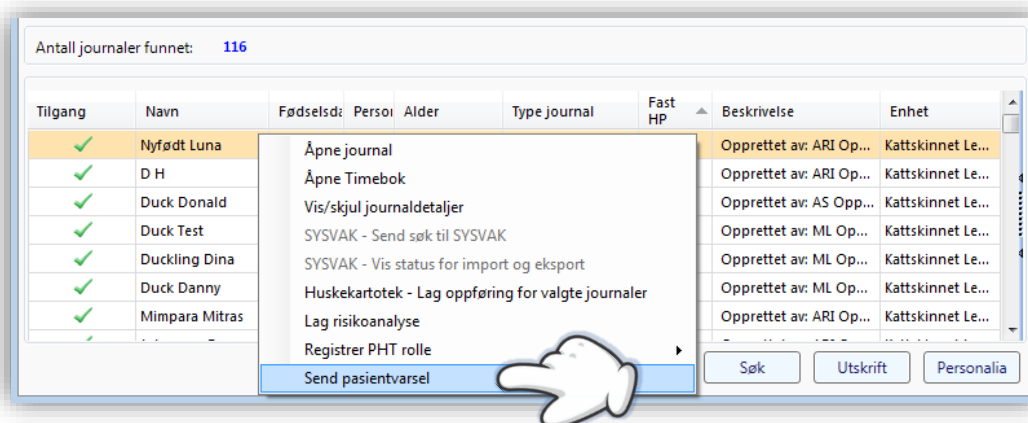 Antall journaler funnet: 116
Tilgang Navn Fødselsda Person Alder Type journal Fast HP Beskrivelse Enhet
Nyfødt Luna Opprettet av: ARI Op... Kattskinnet Le...
D H Opprettet av: ARI Op... Kattskinnet Le...
Duck Donald Opprettet av: AS Opp... Kattskinnet Le...
Duck Test Opprettet av: ML Op... Kattskinnet Le...
Duckling Dina Opprettet av: ML Op... Kattskinnet Le...
Duck Danny Opprettet av: ML Op... Kattskinnet Le...
Mimpara Mitras Opprettet av: ARI Op... Kattskinnet Le...
Åpne journal
Åpne Timebok
Vis/skjul journaldetaljer
SYSVAK - Send søk til SYSVAK
SYSVAK - Vis status for import og eksport
Huskekartotek - Lag oppføring for valgte journaler
Lag risikoanalyse
Registrer PHT rolle
Send pasientvarsel
Søk Utskrift Personalia